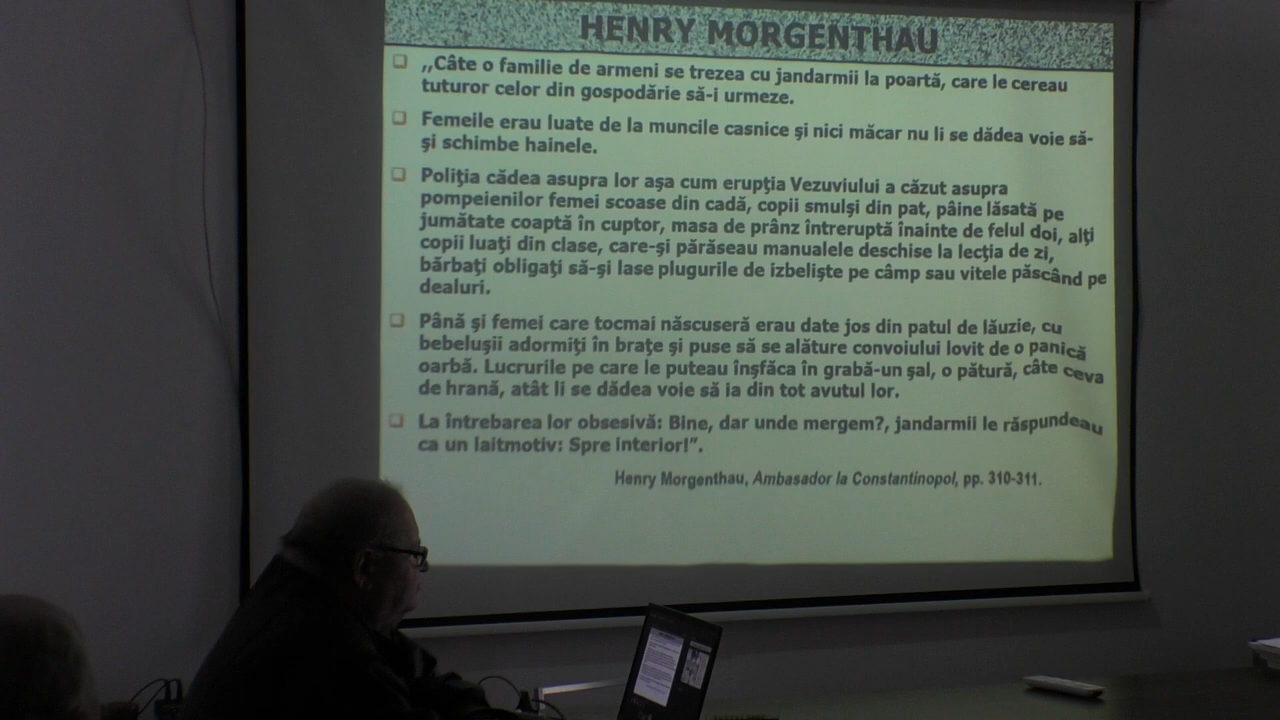 HENRY MORGENTHAU
,,Câte o familie de armeni se trezea cu jandarmii la poartă, care le cereau
tuturor celor din gospodărie să-i urmeze.
Femeile erau luate de la muncile casnice şi nici măcar nu li se dădea voie să-
şi schimbe hainele.
Poliţia cădea asupra lor aşa cum erupţia Vezuviului a căzut asupra
pompeienilor femei scoase din cadă, copii smulşi din pat, pâine lăsată pe
jumătate coaptă în cuptor, masa de prânz întreruptă înainte de felul doi, alţi
copii luaţi din clase, care-şi părăseau manualele deschise la lecţia de zi,
bărbaţi obligaţi să-şi lase plugurile de izbelişte pe câmp sau vitele păscând pe
dealuri.
Până şi femei care tocmai născuseră erau date jos din patul de lăuzie, cu
bebeluşii adormiţi în braţe şi puse să se alăture convoiului lovit de o panică
oarbă. Lucrurile pe care le puteau înşfăca în grabă-un şal, o pătură, câte ceva
de hrană, atât li se dădea voie să ia din tot avutul lor.
La întrebarea lor obsesivă: Bine, dar unde mergem?, jandarmii le răspundeau
ca un laitmotiv: Spre interior!”.
Henry Morgenthau, Ambasador la Constantinopol, pp. 310-311.